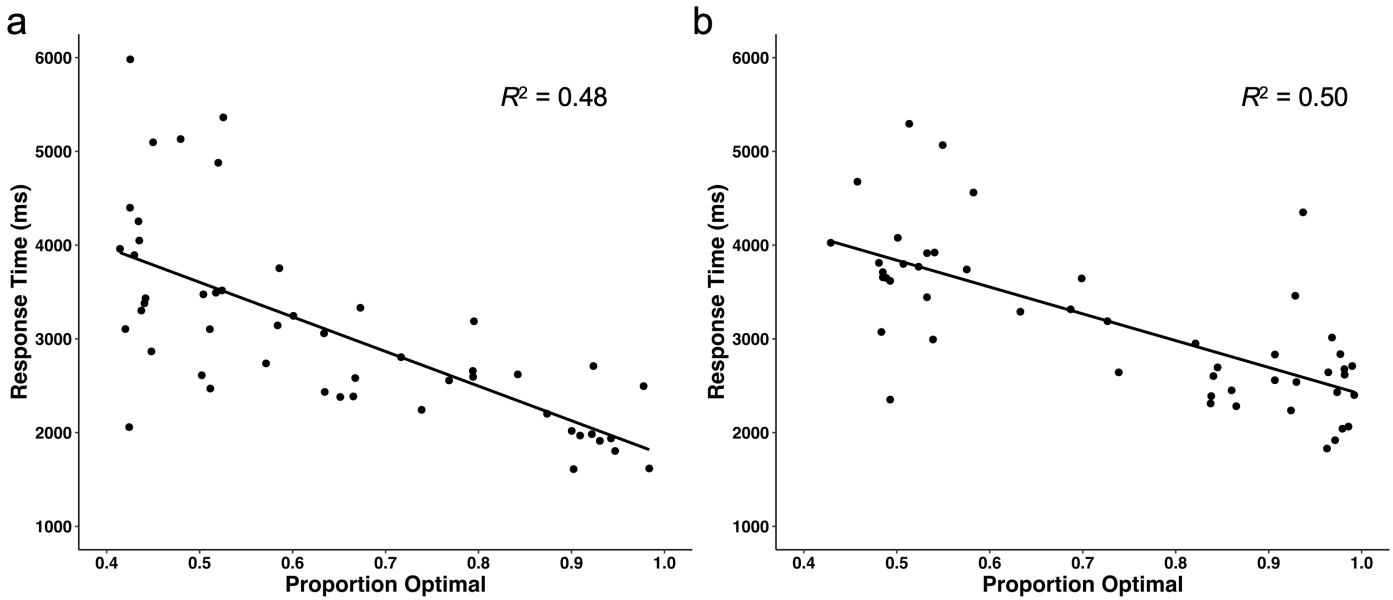 a
R² = 0.48
Response Time (ms)
6000
5000
4000
3000
2000
1000
0.4 0.5 0.6 0.7 0.8 0.9 1.0
Proportion Optimal
b
R² = 0.50
Response Time (ms)
6000
5000
4000
3000
2000
1000
0.4 0.5 0.6 0.7 0.8 0.9 1.0
Proportion Optimal